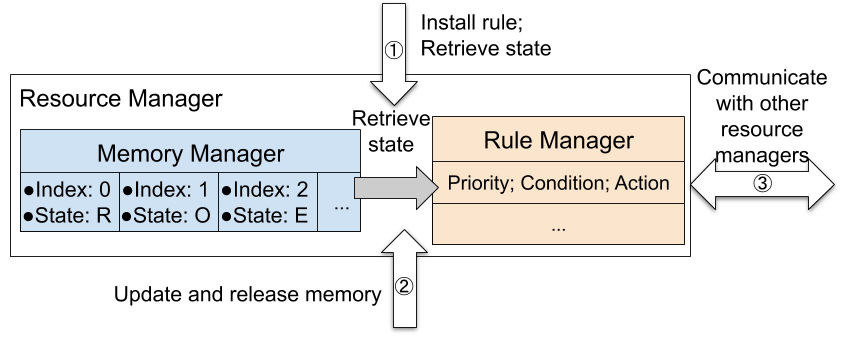 ①
Install rule;
Retrieve state
Communicate
with other
resource
managers
③
Resource Manager
Retrieve
state
Memory Manager
●Index: 0
●State: R
●Index: 1
●State: O
●Index: 2
●State: E
...
Rule Manager
Priority; Condition; Action
...
Update and release memory
②